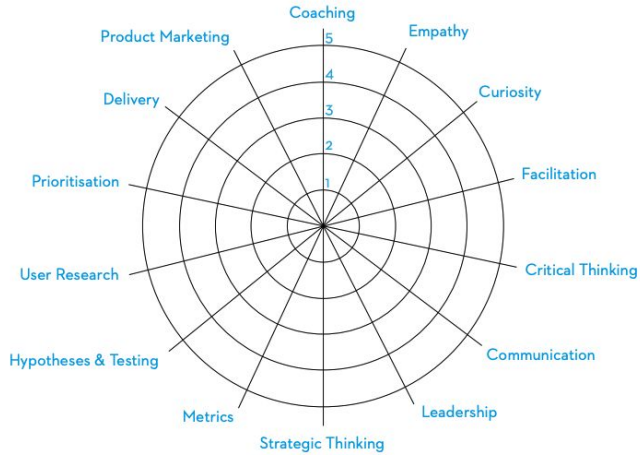 Coaching
Product Marketing
Empathy
5
Delivery
Curiosity
4
3
2
Prioritisation
Facilitation
1
User Research
Critical Thinking
Hypotheses & Testing
Communication
Metrics
Leadership
Strategic Thinking